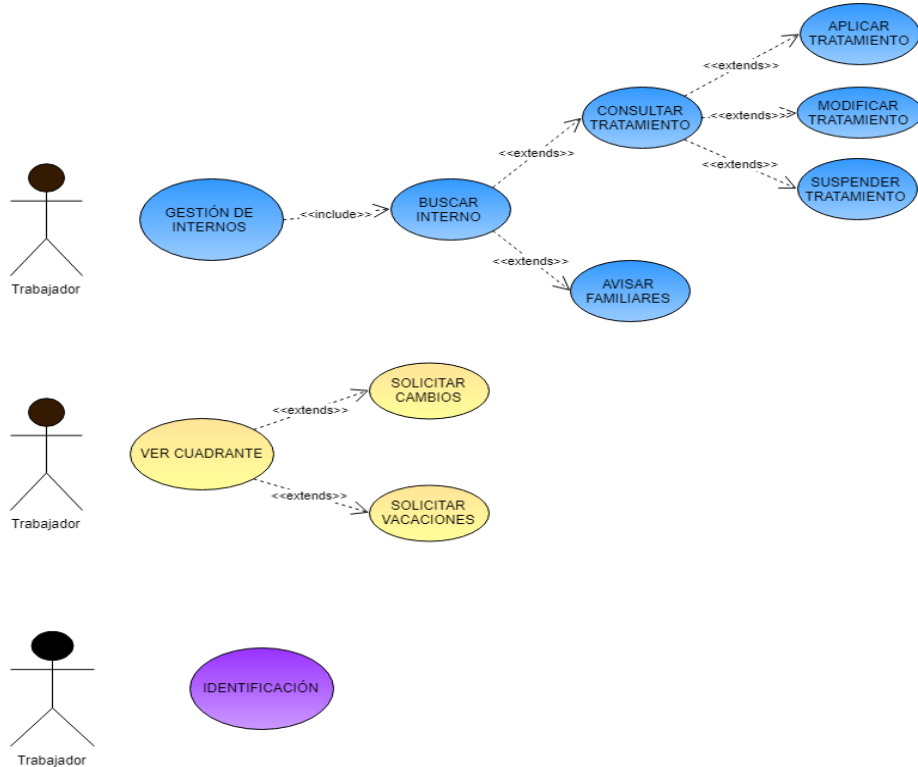 APLICAR
TRATAMIENTO
<<extends>>
CONSULTAR
TRATAMIENTO
<<extends>>
MODIFICAR
TRATAMIENTO
<<extends>>
<<extends>>
SUSPENDER
TRATAMIENTO
GESTIÓN DE
INTERNOS
<<include>>
BUSCAR
INTERNO
<<extends>>
AVISAR
FAMILIARES
Trabajador
SOLICITAR
CAMBIOS
<<extends>>
VER CUADRANTE
<<extends>>
SOLICITAR
VACACIONES
Trabajador
IDENTIFICACIÓN
Trabajador